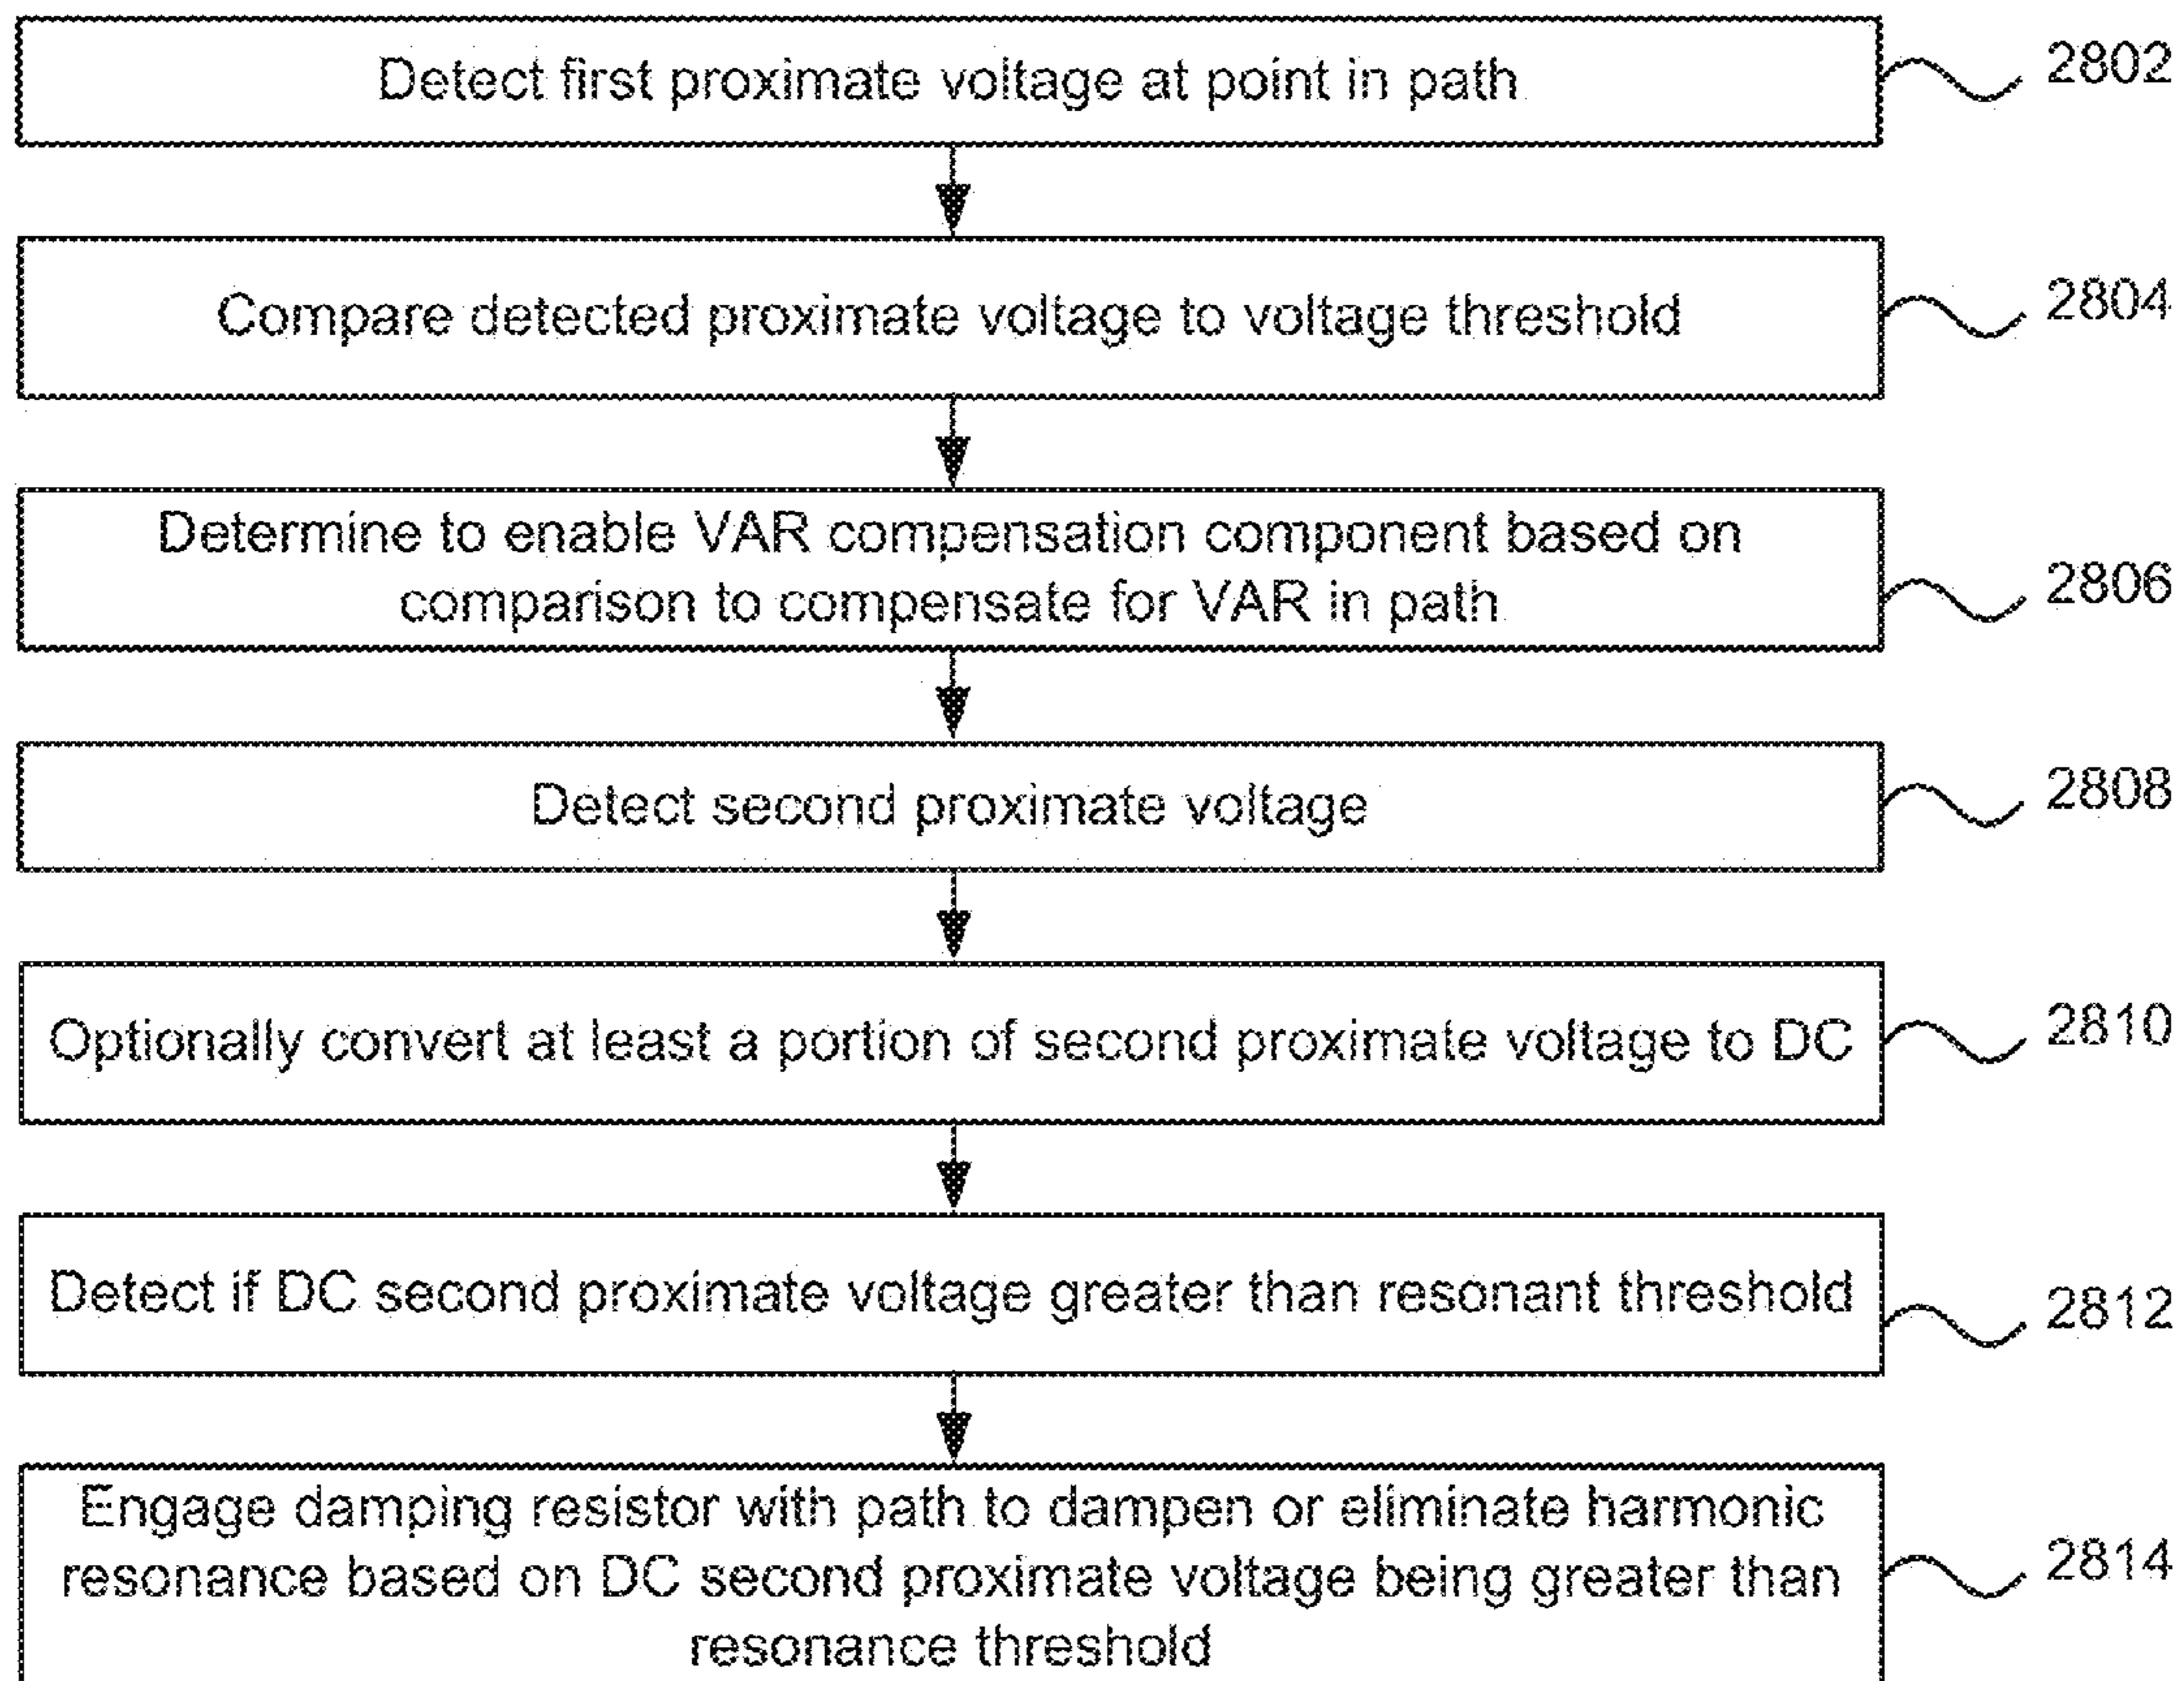 Detect first proximate voltage at point in path
2802
Compare detected proximate voltage to voltage threshold
2804
Determine to enable VAR compensation component based on
comparison to compensate for VAR in path
2806
Detect second proximate voltage
2808
Optionally convert at least a portion of second proximate voltage to DC
2810
Detect if DC second proximate voltage greater than resonant threshold
2812
Engage damping resistor with path to dampen or eliminate harmonic
resonance based on DC second proximate voltage being greater than
resonance threshold
2814